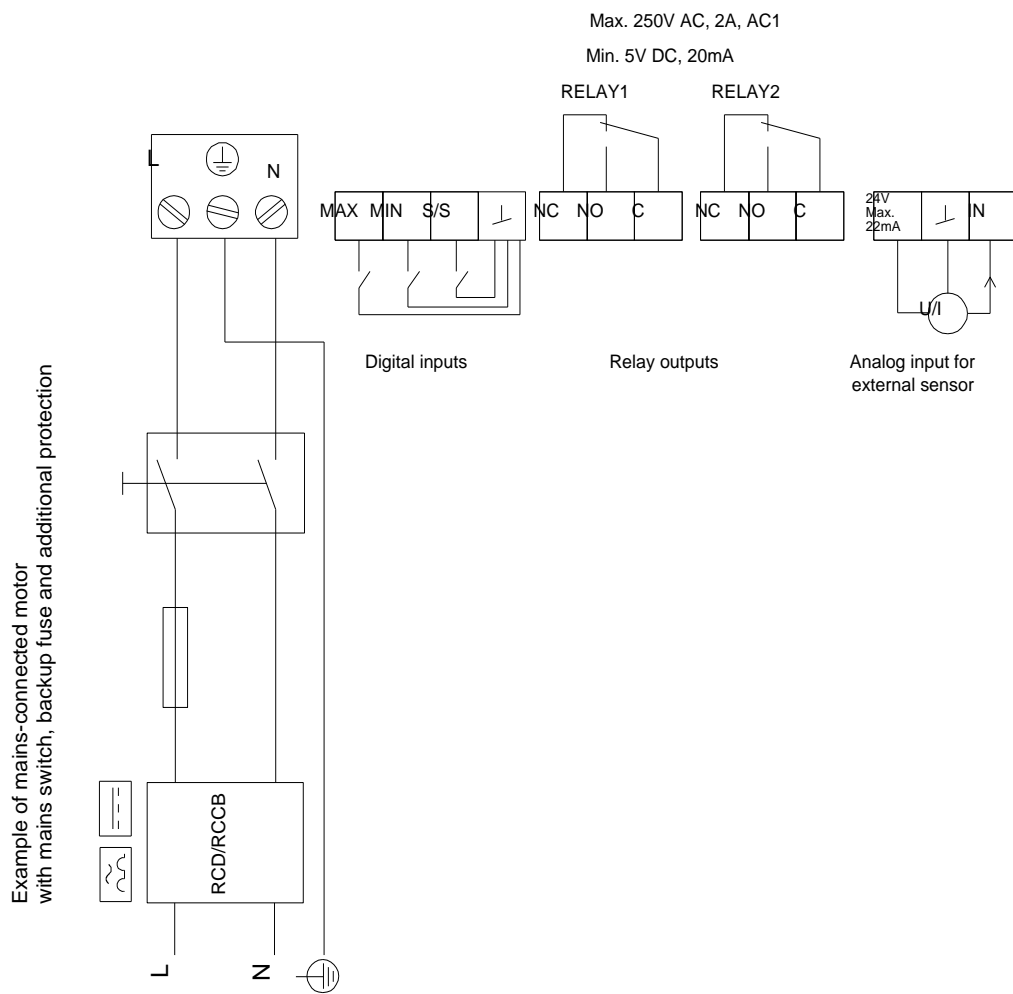 Max. 250V AC, 2A, AC1
Min. 5V DC, 20mA
RELAY1 RELAY2
L N
MAX MIN S/S NC NO C NC NO C 24V Max. 22mA IN
U/I
Digital inputs Relay outputs Analog input for
external sensor
Example of mains-connected motor
with mains switch, backup fuse and additional protection
RCD/RCCB
L N